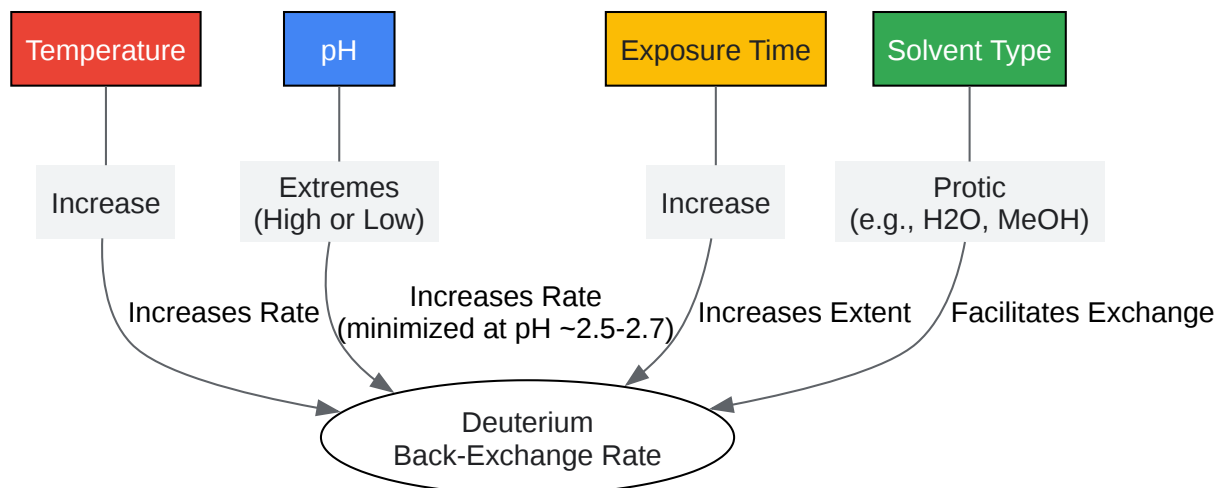 Temperature
pH
Exposure Time
Solvent Type
Increase
Extremes
(High or Low)
Increase
Protic
(e.g., H2O, MeOH)
Increases Rate
Increases Rate
(minimized at pH ~2.5-2.7)
Increases Extent
Facilitates Exchange
Deuterium
Back-Exchange Rate